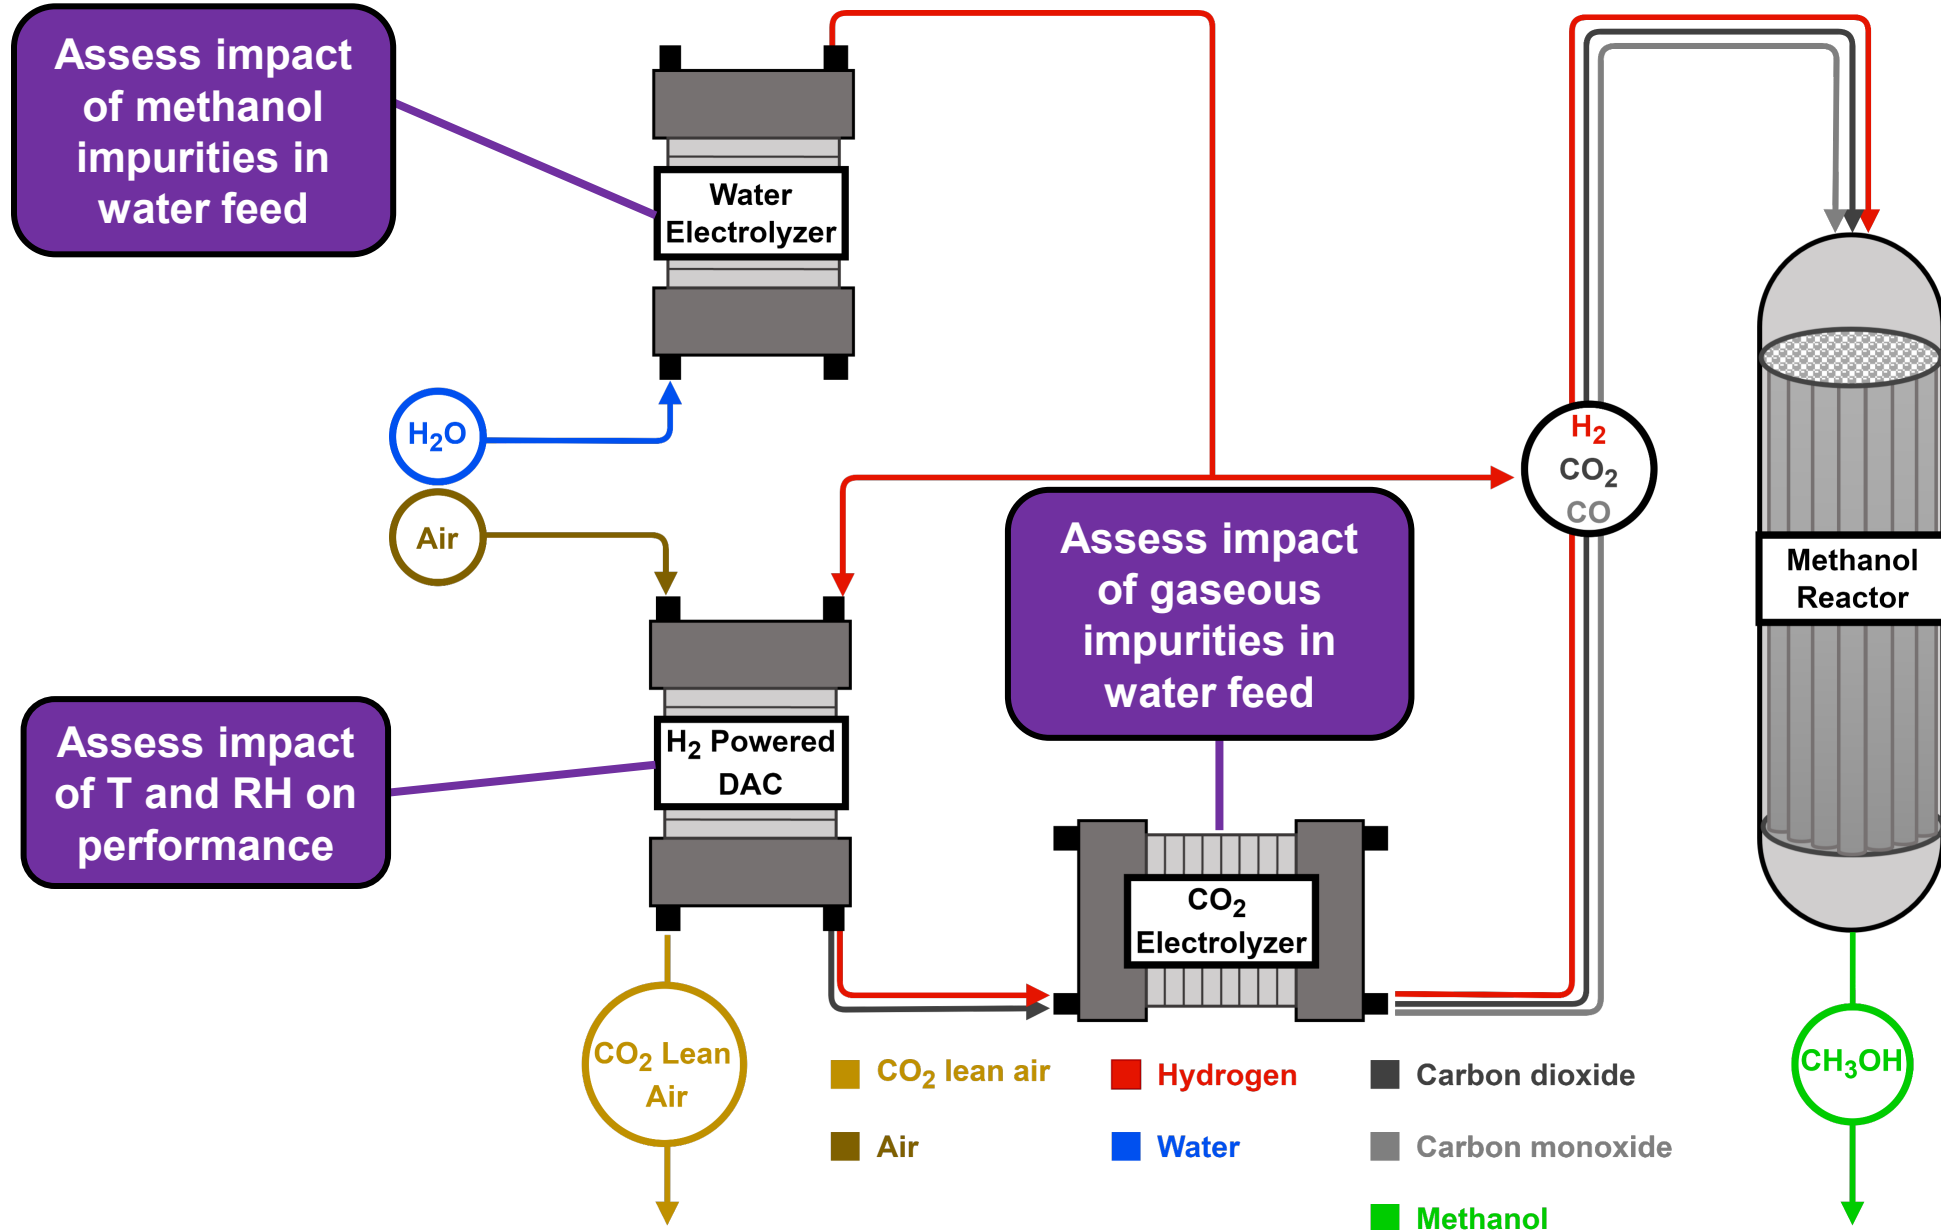 Assess impact
of methanol
impurities in
water feed
Water
Electrolyzer
H₂O
Air
H₂
CO₂
CO
Assess impact
of gaseous
impurities in
water feed
Methanol
Reactor
Assess impact
of T and RH on
performance
H₂ Powered
DAC
CO₂
Electrolyzer
CO₂ Lean
Air
CH₃OH
CO₂ lean air
Hydrogen
Carbon dioxide
Air
Water
Carbon monoxide
Methanol